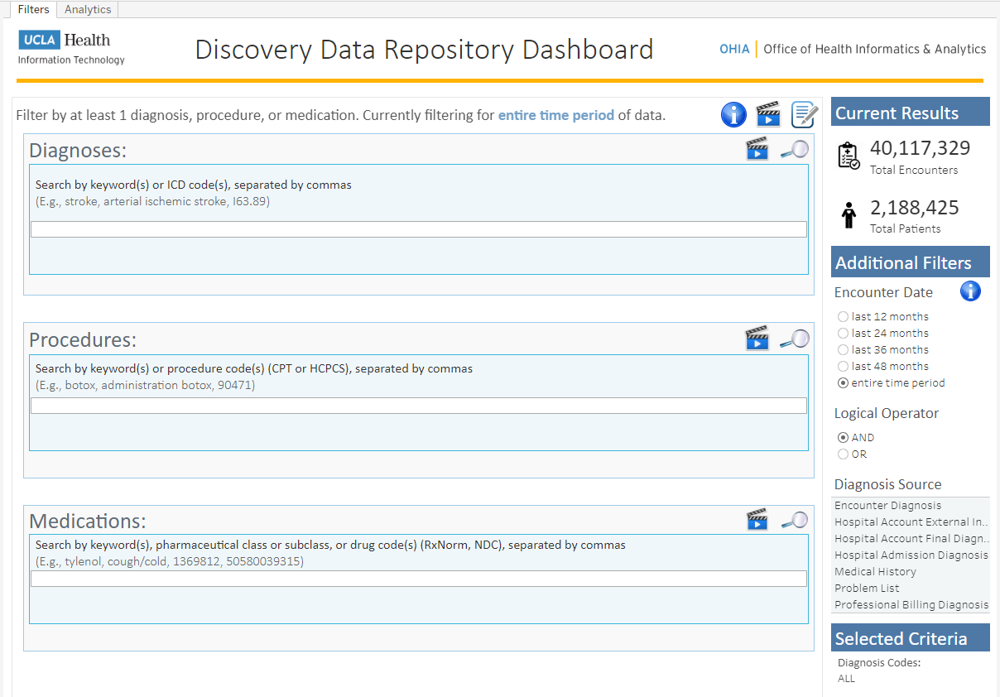 Filters
Analytics
UCLA Health
Information Technology
Discovery Data Repository Dashboard
OHIA | Office of Health Informatics & Analytics
Filter by at least 1 diagnosis, procedure, or medication. Currently filtering for entire time period of data.
Diagnoses:
Search by keyword(s) or ICD code(s), separated by commas
(E.g., stroke, arterial ischemic stroke, I63.89)
Procedures:
Search by keyword(s) or procedure code(s) (CPT or HCPCS), separated by commas
(E.g., botox, administration botox, 90471)
Medications:
Search by keyword(s), pharmaceutical class or subclass, or drug code(s) (RxNorm, NDC), separated by commas
(E.g., tylenol, cough/cold, 1369812, 50580039315)
Current Results
40,117,329
Total Encounters
2,188,425
Total Patients
Additional Filters
Encounter Date
last 12 months
last 24 months
last 36 months
last 48 months
entire time period
Logical Operator
AND
OR
Diagnosis Source
Encounter Diagnosis
Hospital Account External In..
Hospital Account Final Diagn..
Hospital Admission Diagnosis
Medical History
Problem List
Professional Billing Diagnosis
Selected Criteria
Diagnosis Codes:
ALL